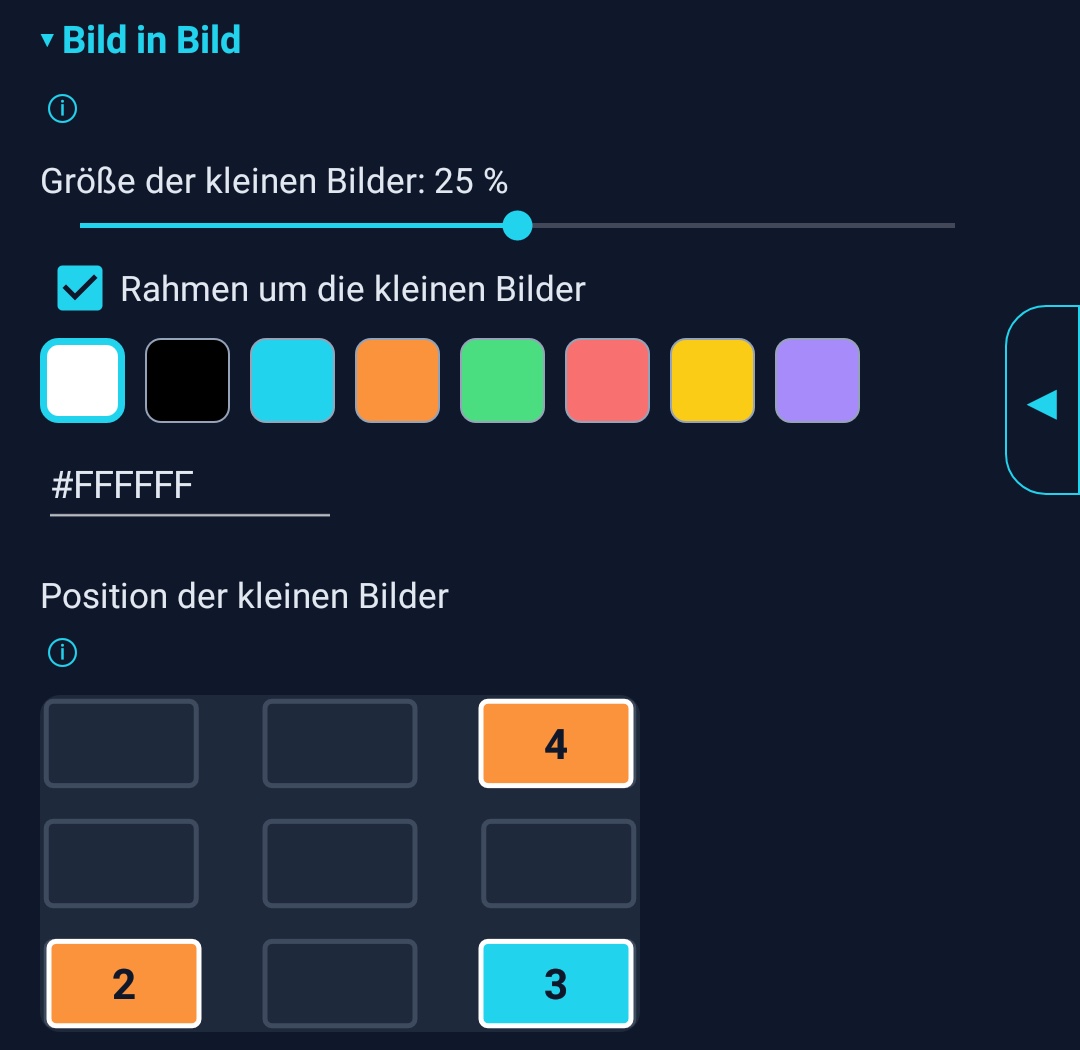 Bild in Bild
Größe der kleinen Bilder: 25 %
Rahmen um die kleinen Bilder
#FFFFFF
Position der kleinen Bilder
4
2
3